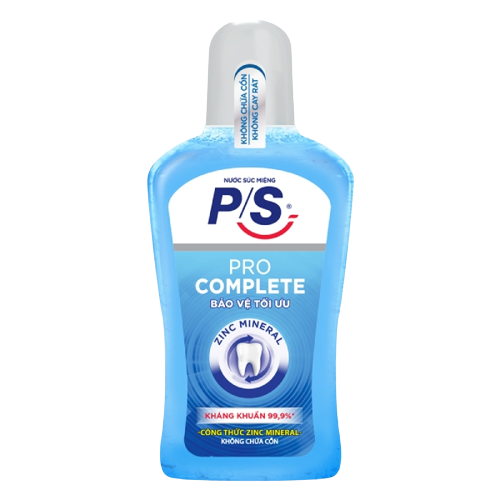 KHÔNG CHỨA CỒN
KHÔNG CAY RÁT
NƯỚC SÚC MIỆNG
P/S®
PRO
COMPLETE
BẢO VỆ TỐI ƯU
ZINC MINERAL
KHÁNG KHUẨN 99,9%*
CÔNG THỨC ZINC MINERAL
KHÔNG CHỨA CỒN